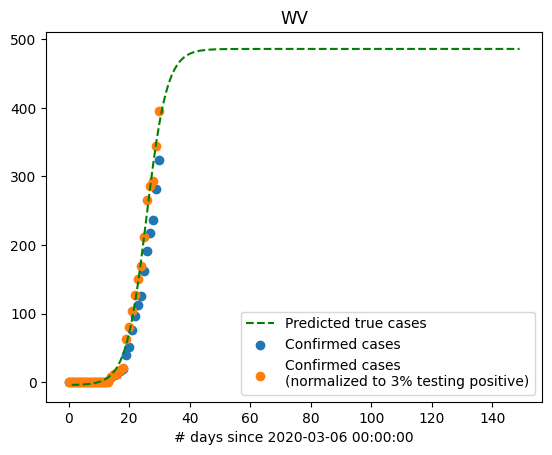 WV
500
400
300
200
100
0
Predicted true cases
Confirmed cases
Confirmed cases
(normalized to 3% testing positive)
0 20 40 60 80 100 120 140
# days since 2020-03-06 00:00:00